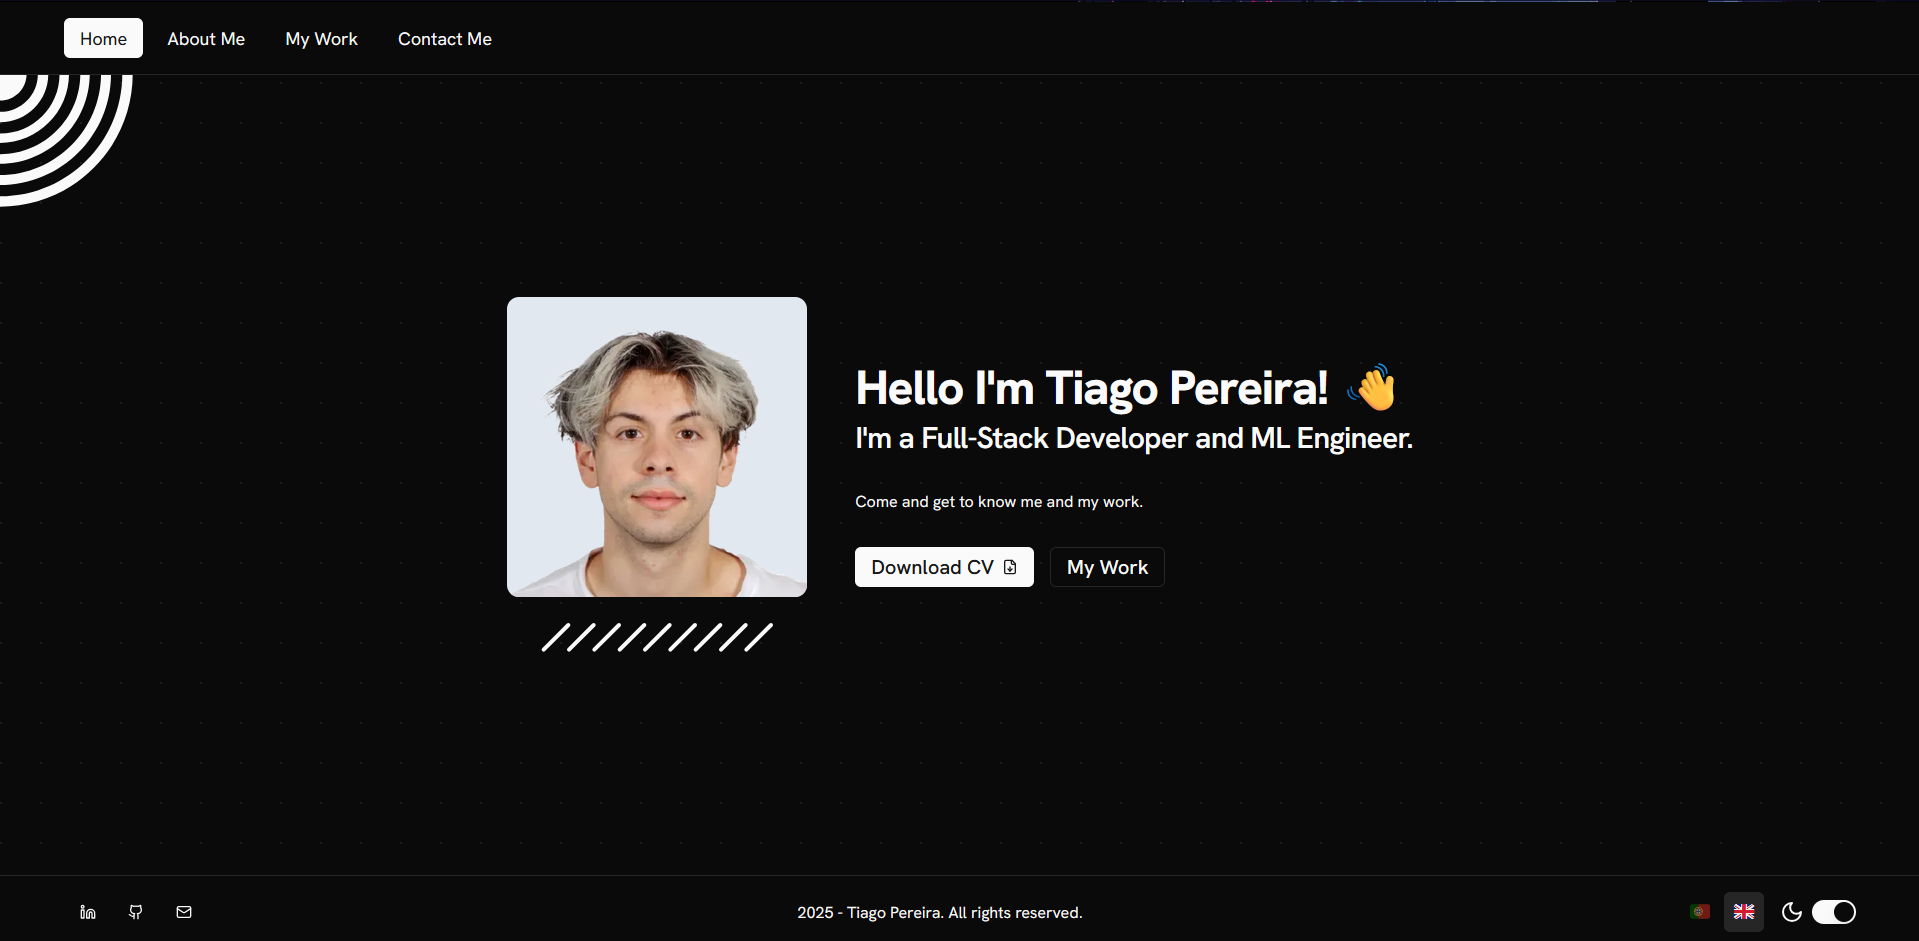 Home
About Me
My Work
Contact Me
Hello I'm Tiago Pereira! 👋
I'm a Full-Stack Developer and ML Engineer.
Come and get to know me and my work.
Download CV
My Work
in
2025 - Tiago Pereira. All rights reserved.